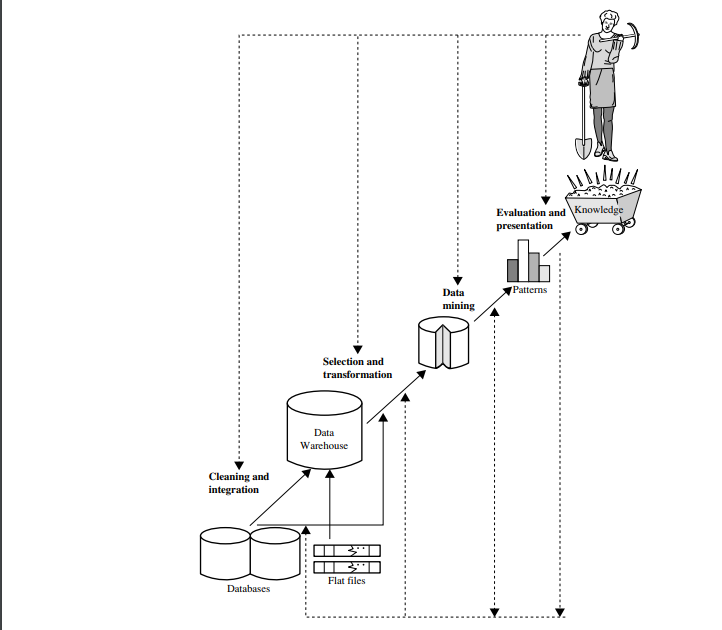 Knowledge
Evaluation and
presentation
Patterns
Data
mining
Selection and
transformation
Data
Warehouse
Cleaning and
integration
Databases
Flat files